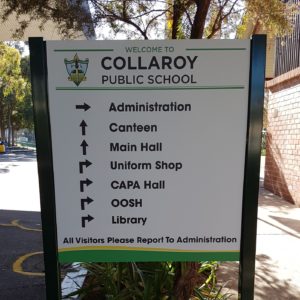 WELCOME TO
COLLAROY
PUBLIC SCHOOL
Administration
Canteen
Main Hall
Uniform Shop
CAPA Hall
OOSH
Library
All Visitors Please Report To Administration